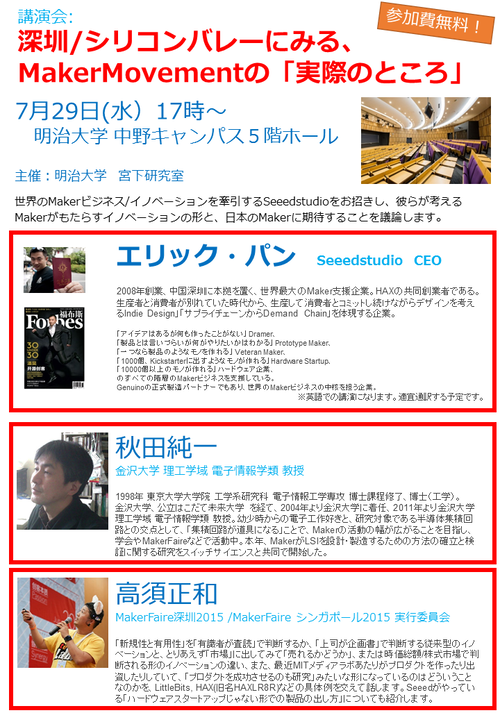 講演会:
参加費無料！
深圳/シリコンバレーにみる、
MakerMovementの「実際のところ」
7月29日(水）17時～
明治大学 中野キャンパス５階ホール
主催：明治大学　宮下研究室
世界のMakerビジネス/イノベーションを牽引するSeeedstudioをお招きし、彼らが考える
Makerがもたらすイノベーションの形と、日本のMakerに期待することを議論します。
エリック・パン　Seeedstudio　CEO
2008年創業、中国深圳に本拠を置く、世界最大のMaker支援企業。HAXの共同創業者である。
生産者と消費者が別れていた時代から、生産して消費者とコミットし続けながらデザインを考え
るIndie Design」「サプライチェーンからDemand　Chain」を体現する企業。
福布斯
Forbes
30
30
「アイデアはあるが何も作ったことがない」 Dramer.
「製品とは言いづらいが何がやりたいかはわかる」 Prototype Maker.
「一つなら製品のようなモノを作れる」 Veteran Maker.
「1000個、Kickstarterに出すようなモノが作れる」 Hardware Startup.
「10000個以上のモノが作れる」 ハードウェア企業、
のすべての階層のMakerビジネスを支援している。
Genuinoの正式製造パートナーでもあり、世界のMakerビジネスの中核を担う企業。
※英語での講演になります。適宜通訳する予定です。
秋田純一
金沢大学 理工学域 電子情報学類 教授
1998年 東京大学大学院 工学系研究科 電子情報工学専攻 博士課程修了、博士（工学）。
金沢大学、公立はこだて未来大学　を経て、2004年より金沢大学に着任、2011年より金沢大学
理工学域 電子情報学類 教授。幼少時からの電子工作好きと、研究対象である半導体集積回
路との交点として、「集積回路が道具になる」ことで、Makerの活動の幅が広がることを目指し、
学会やMakerFaireなどで活動中。本年、MakerがLSIを設計・製造するための方法の確立と検
証に関する研究をスイッチサイエンスと共同で開始した。
高須正和
MakerFaire深圳2015 /MakerFaire シンガポール2015 実行委員会
「新規性と有用性」を「有識者が査読」で判断するか、「上司が企画書」で判断する従来型のイノ
ベーションと、とりあえず「市場」に出してみて「売れるかどうか」、または時価総額/株式市場で判
断される形のイノベーションの違い、また、最近MITメディアラボあたりがプロダクトを作ったり出
資したりしていて、「プロダクトを成功させるのも研究」みたいな形になっているのはどういうこと
なのかを、LittleBits, HAX(旧名HAXLR8R)などの具体例を交えて話します。Seeedがやってい
る「ハードウェアスタートアップじゃない形での製品の出し方」についても紹介します。